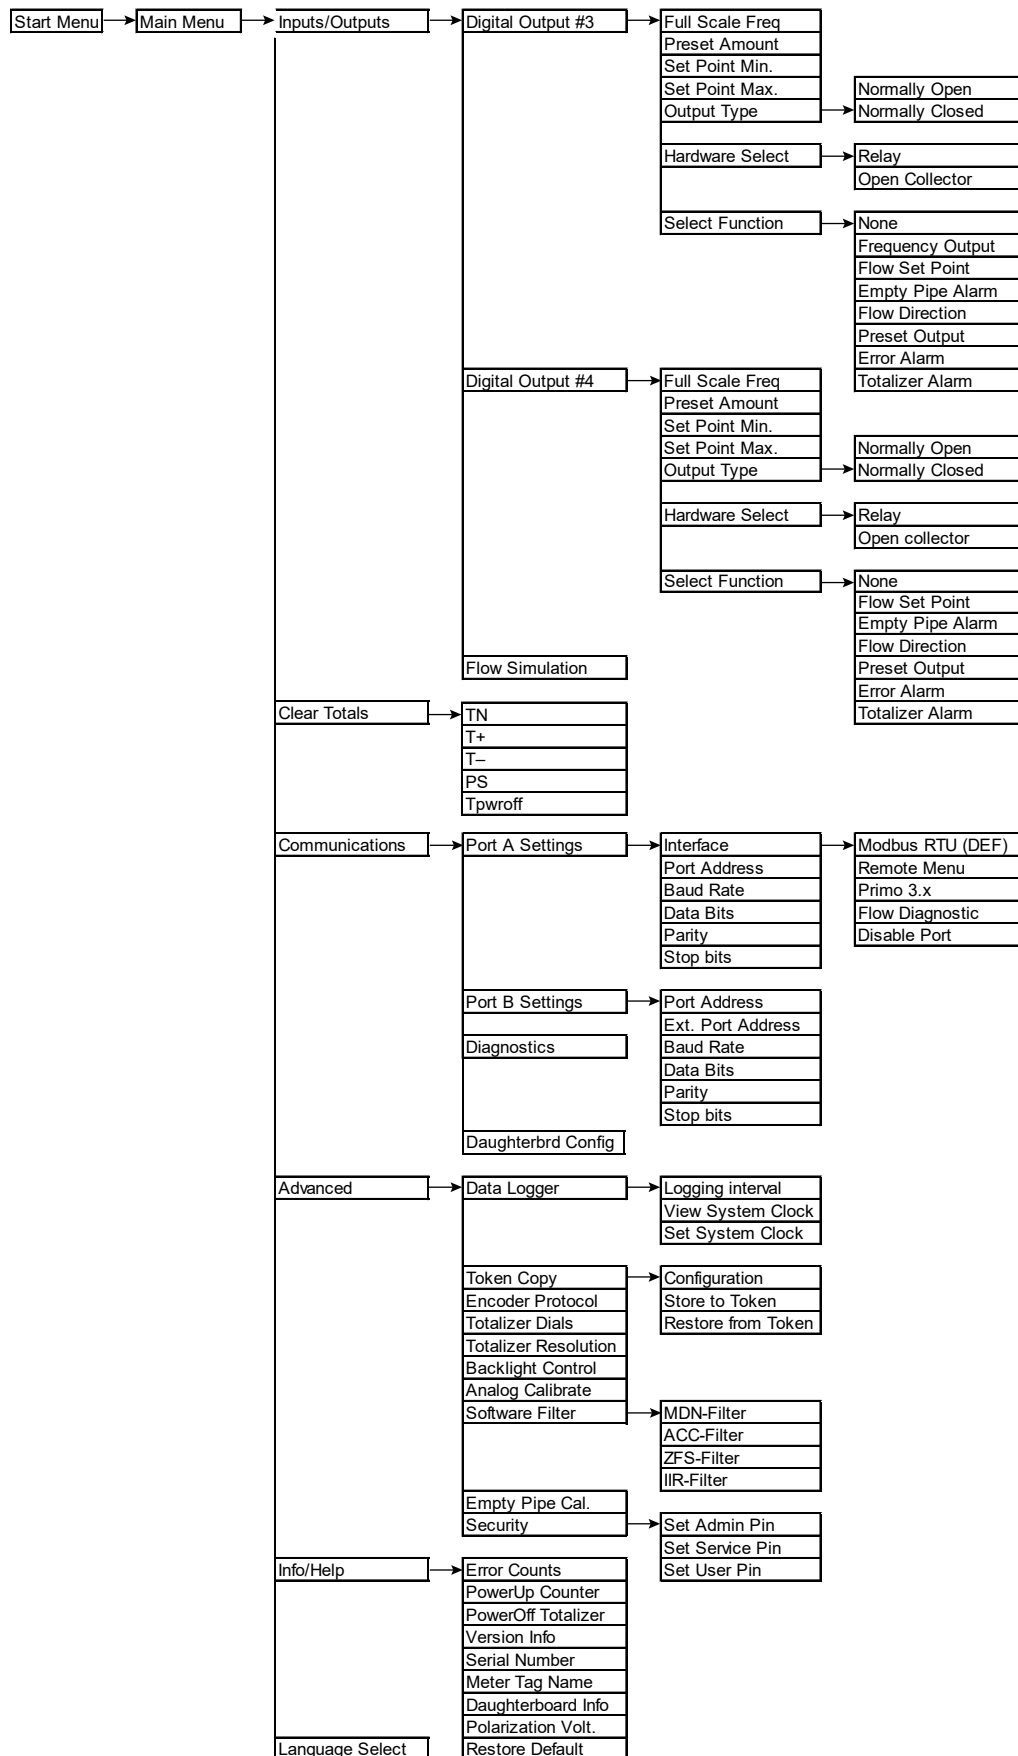 Start Menu
Main Menu
Inputs/Outputs
Digital Output #3
Full Scale Freq
Preset Amount
Set Point Min.
Set Point Max.
Output Type
Normally Open
Normally Closed
Hardware Select
Relay
Open Collector
Select Function
None
Frequency Output
Flow Set Point
Empty Pipe Alarm
Flow Direction
Preset Output
Error Alarm
Totalizer Alarm
Digital Output #4
Full Scale Freq
Preset Amount
Set Point Min.
Set Point Max.
Output Type
Normally Open
Normally Closed
Hardware Select
Relay
Open collector
Select Function
None
Flow Set Point
Empty Pipe Alarm
Flow Direction
Preset Output
Error Alarm
Totalizer Alarm
Flow Simulation
Clear Totals
TN
T+
T–
PS
Tpwroff
Communications
Port A Settings
Interface
Port Address
Baud Rate
Data Bits
Parity
Stop bits
Modbus RTU (DEF)
Remote Menu
Primo 3.x
Flow Diagnostic
Disable Port
Port B Settings
Port Address
Ext. Port Address
Baud Rate
Data Bits
Parity
Stop bits
Diagnostics
Daughterbrd Config
Advanced
Data Logger
Logging interval
View System Clock
Set System Clock
Token Copy
Configuration
Store to Token
Restore from Token
Encoder Protocol
Totalizer Dials
Totalizer Resolution
Backlight Control
Analog Calibrate
Software Filter
MDN-Filter
ACC-Filter
ZFS-Filter
IIR-Filter
Empty Pipe Cal.
Security
Set Admin Pin
Set Service Pin
Set User Pin
Info/Help
Error Counts
PowerUp Counter
PowerOff Totalizer
Version Info
Serial Number
Meter Tag Name
Daughterboard Info
Polarization Volt.
Restore Default
Language Select